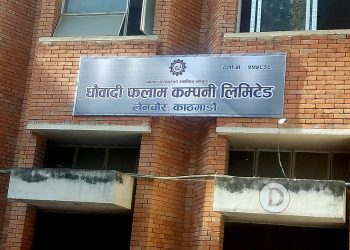 धौवादी फलाम कम्पनी लिमिटेड
लैनचौर, काठमाडौं
D